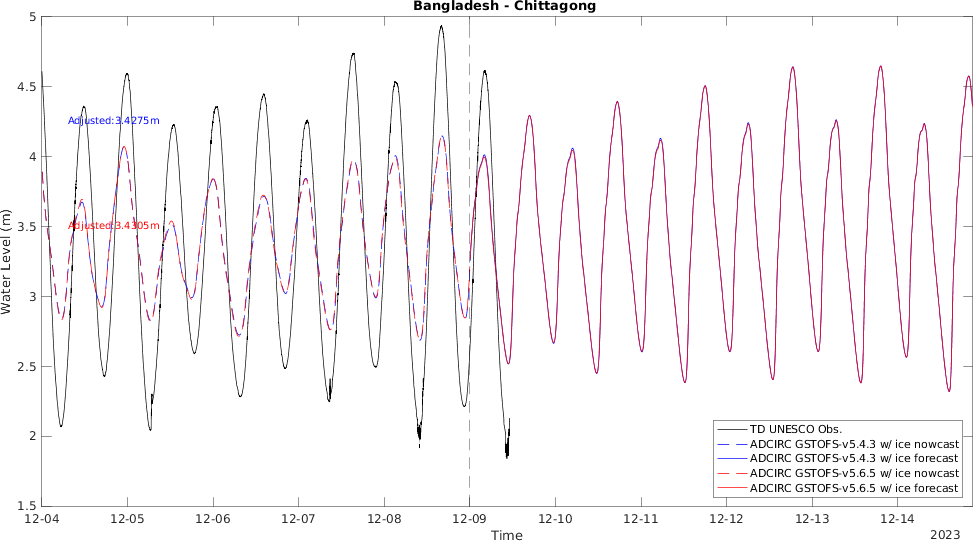 Bangladesh - Chittagong
5
4.5
4
3.5
3
2.5
2
1.5
Water Level (m)
Adjusted:3.4275m
Adjusted:3.4305m
TD UNESCO Obs.
ADCIRC GSTOFS-v5.4.3 w/ ice nowcast
ADCIRC GSTOFS-v5.4.3 w/ ice forecast
ADCIRC GSTOFS-v5.6.5 w/ ice nowcast
ADCIRC GSTOFS-v5.6.5 w/ ice forecast
12-04 12-05 12-06 12-07 12-08 12-09 12-10 12-11 12-12 12-13 12-14
Time
2023